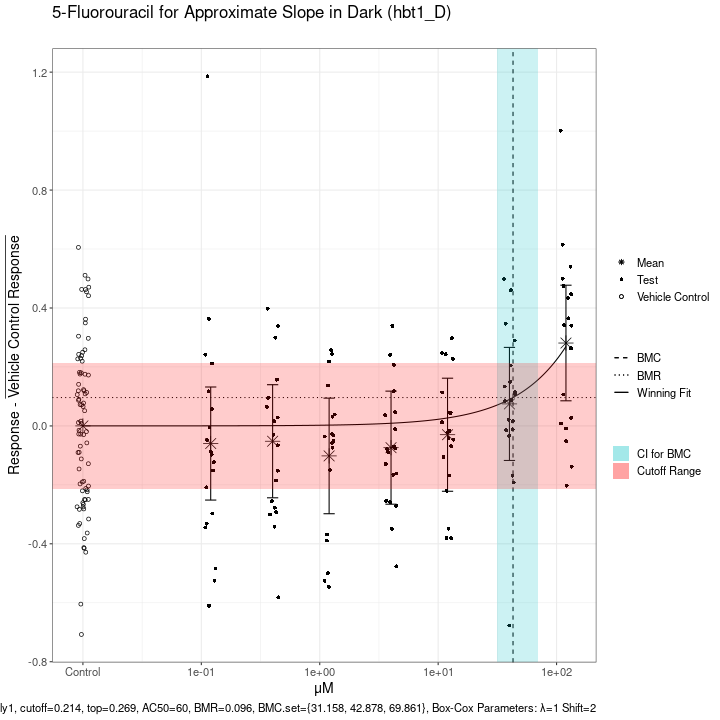 5-Fluorouracil for Approximate Slope in Dark (hbt1_D)
Response - Vehicle Control Response
1.2
0.8
0.4
0.0
-0.4
-0.8
Control
1e-01
1e+00
1e+01
1e+02
μM
Mean
Test
Vehicle Control
BMC
BMR
Winning Fit
CI for BMC
Cutoff Range
ly1, cutoff=0.214, top=0.269, AC50=60, BMR=0.096, BMC.set={31.158, 42.878, 69.861}, Box-Cox Parameters: λ=1 Shift=2